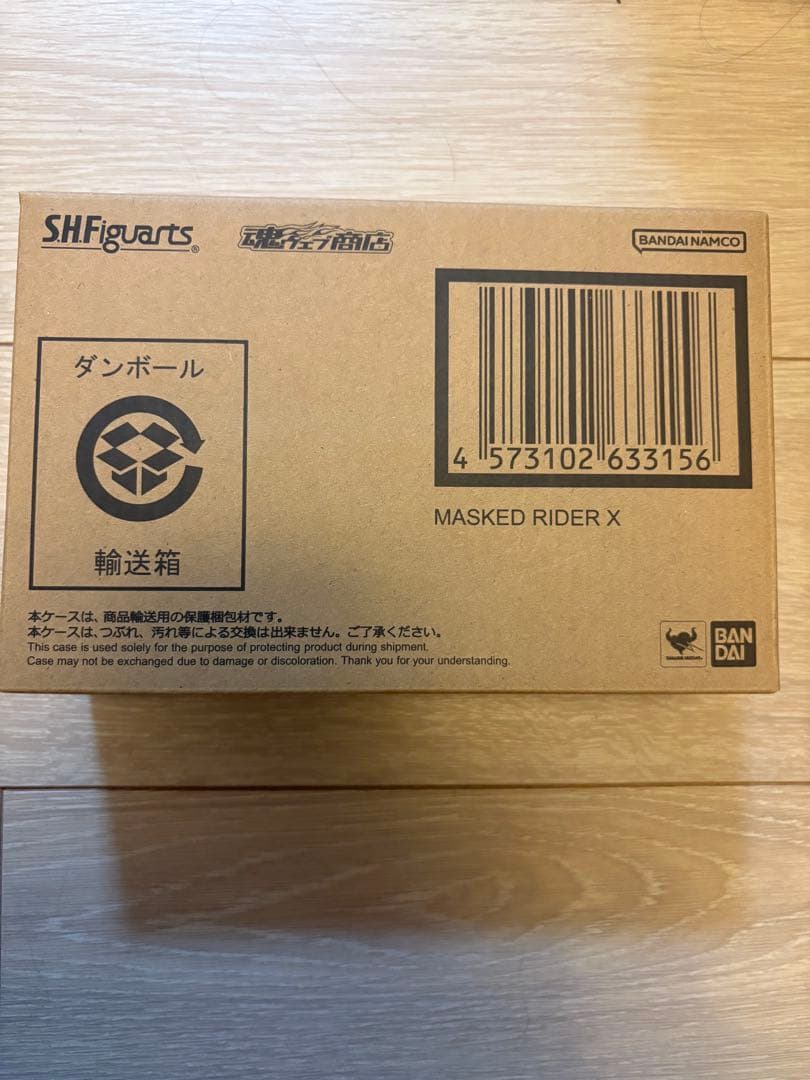 S.H.Figuarts®
魂ウェブ商店
BANDAI NAMCO
ダンボール
輸送箱
4 573102 633156
MASKED RIDER X
本ケースは、商品輸送用の保護梱包材です。
本ケースは、つぶれ、汚れ等による交換は出来ません。ご了承ください。
This case is used solely for the purpose of protecting product during shipment.
Case may not be exchanged due to damage or discoloration. Thank you for your understanding.
BAN
DAI